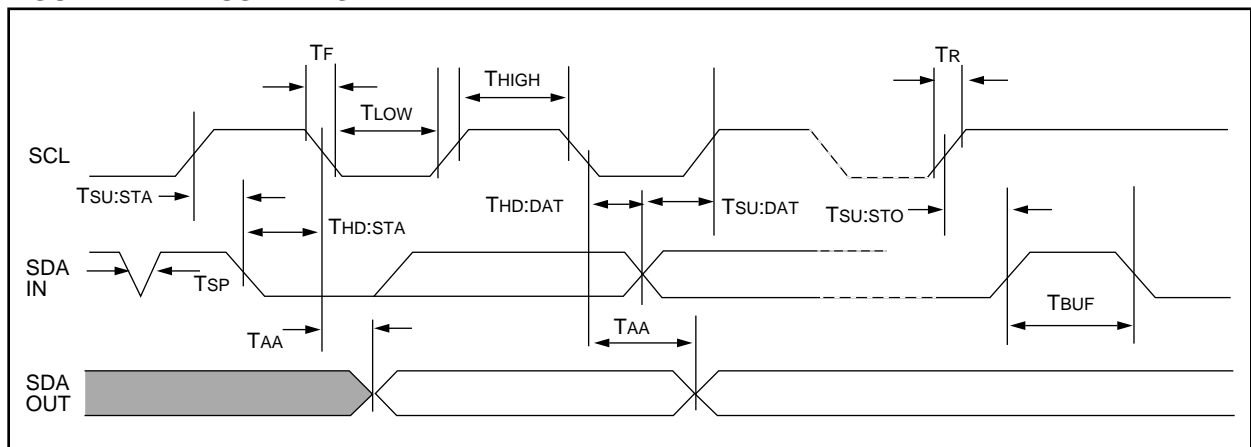 TF
TR
THIGH
TLOW
SCL
TSU:STA
THD:STA
THD:DAT
TSU:DAT
TSU:STO
SDA
IN
TSP
TBUF
TAA
TAA
SDA
OUT